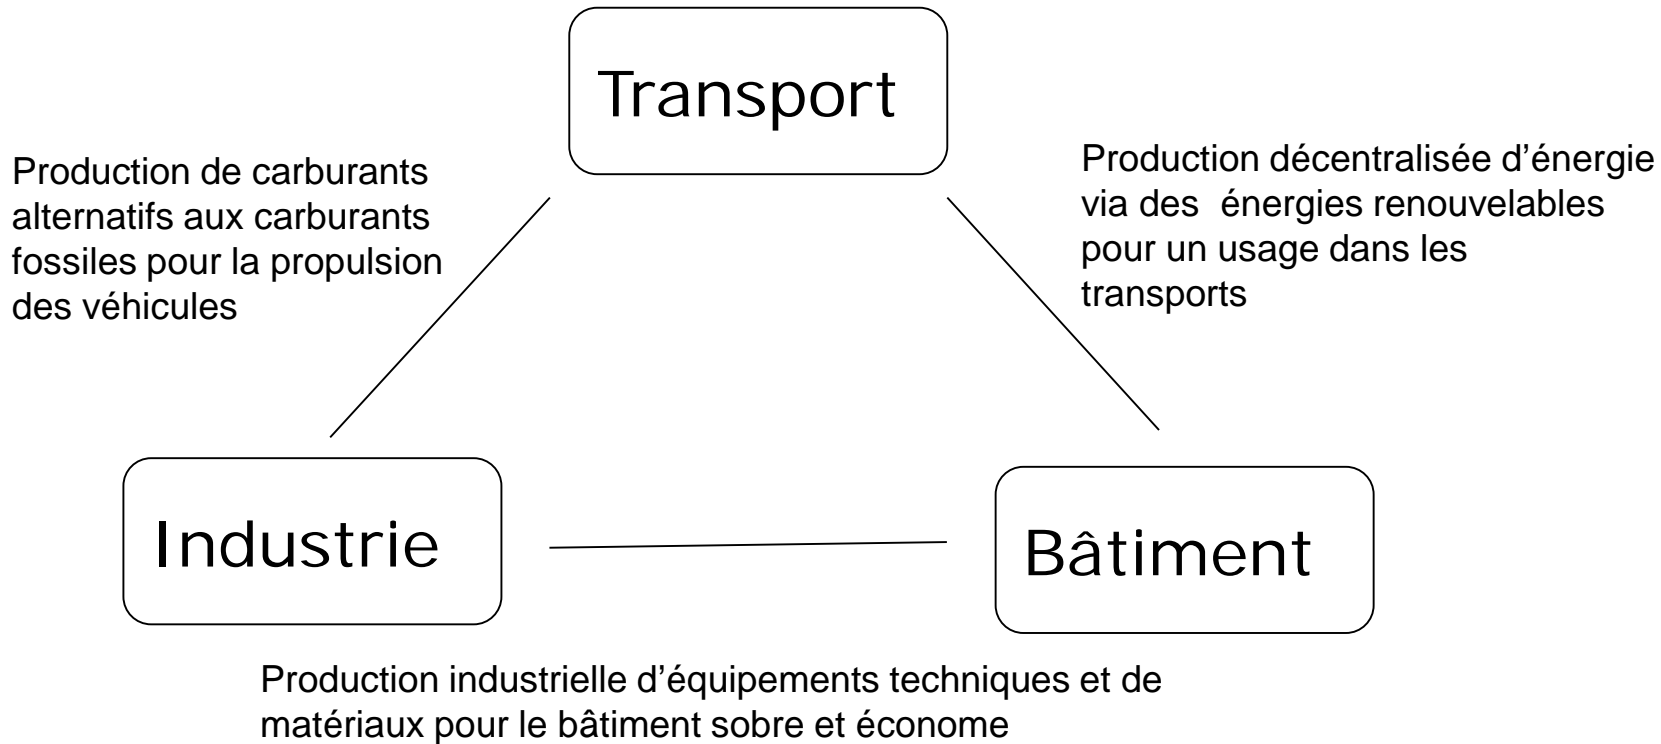 Transport
Production de carburants
alternatifs aux carburants
fossiles pour la propulsion
des véhicules
Production décentralisée d’énergie
via des énergies renouvelables
pour un usage dans les
transports
Industrie
Bâtiment
Production industrielle d’équipements techniques et de
matériaux pour le bâtiment sobre et économe